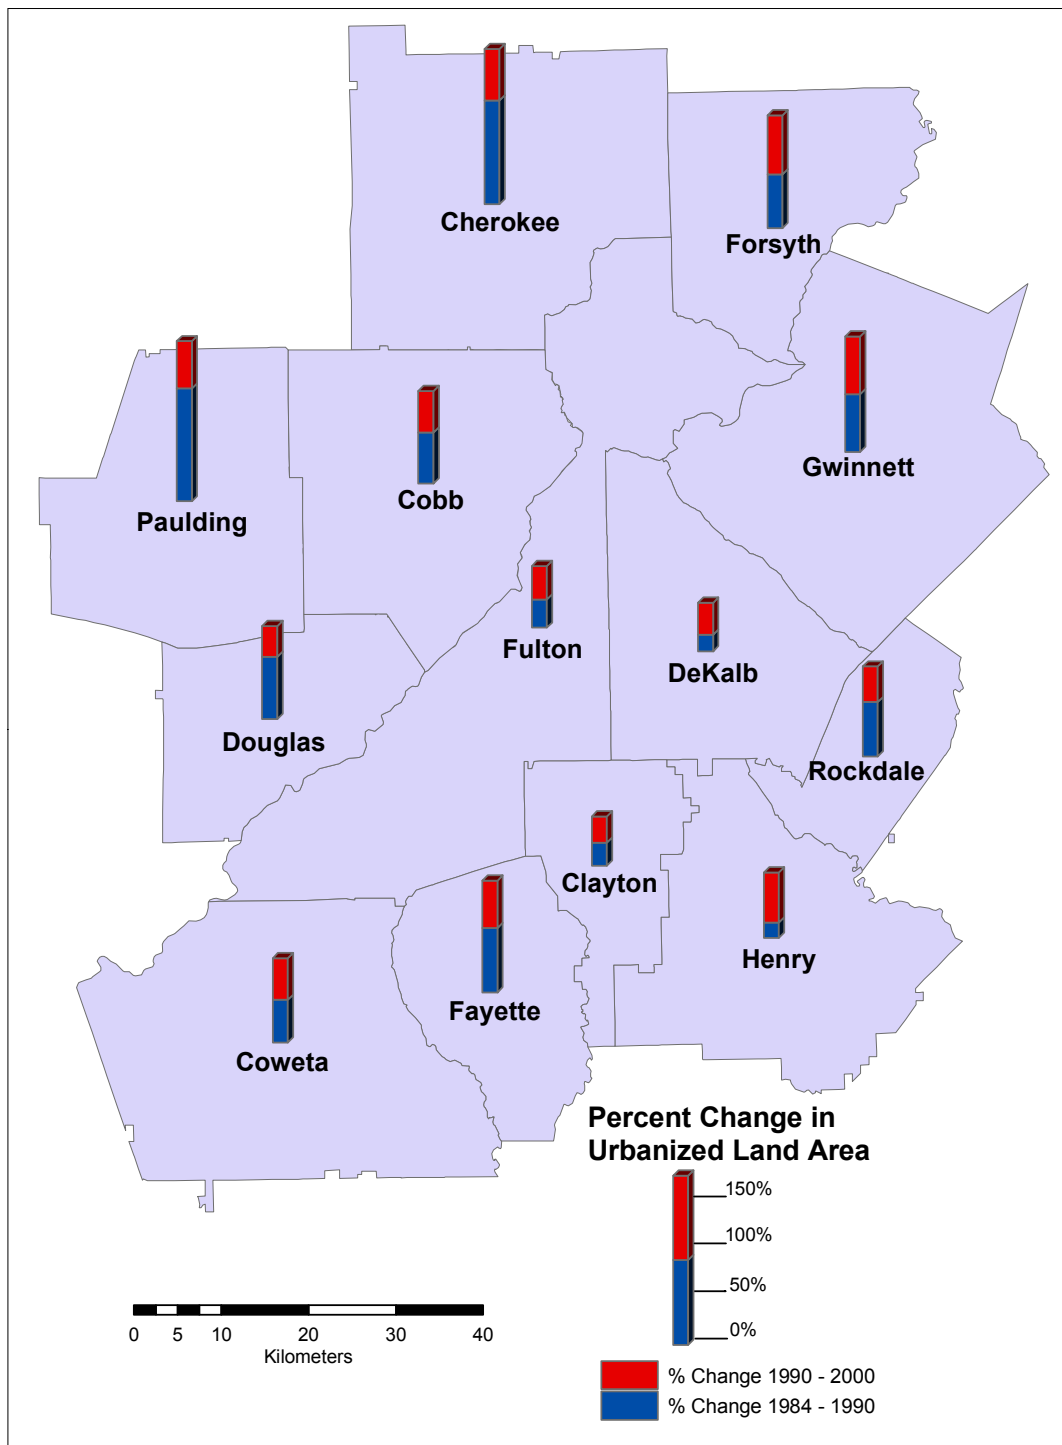 Cherokee
Forsyth
Gwinnett
Cobb
Paulding
Fulton
DeKalb
Douglas
Rockdale
Clayton
Henry
Fayette
Coweta
Percent Change in
Urbanized Land Area
150%
100%
50%
0%
0 5 10 20 30 40
Kilometers
% Change 1990 - 2000
% Change 1984 - 1990